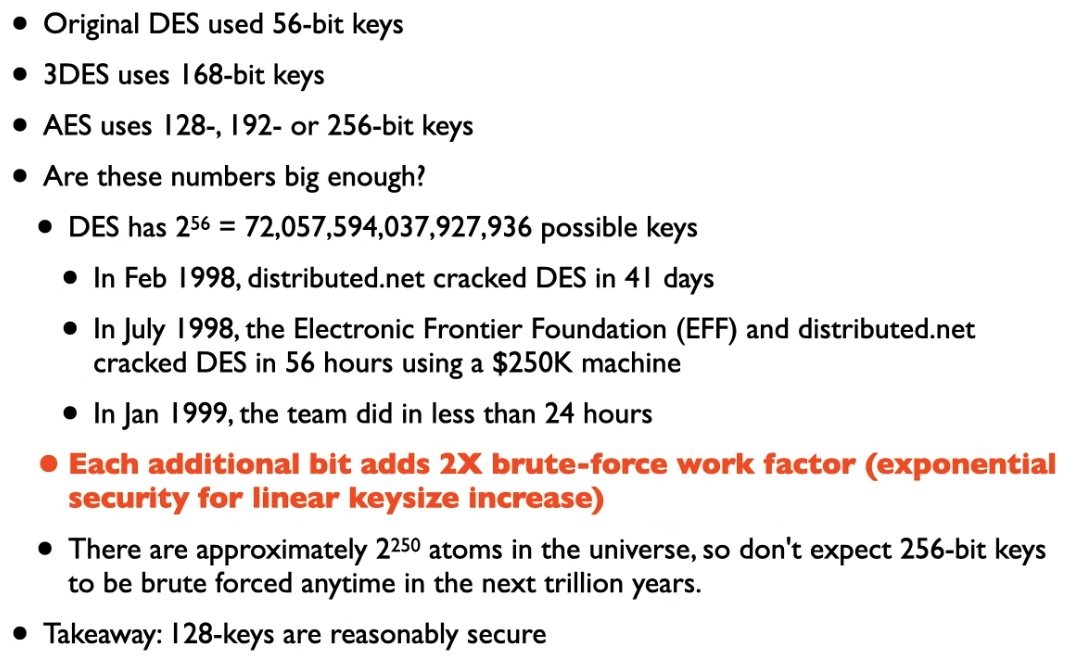 • Original DES used 56-bit keys
• 3DES uses 168-bit keys
• AES uses 128-, 192- or 256-bit keys
• Are these numbers big enough?
• DES has 2⁵⁶ = 72,057,594,037,927,936 possible keys
• In Feb 1998, distributed.net cracked DES in 41 days
• In July 1998, the Electronic Frontier Foundation (EFF) and distributed.net
cracked DES in 56 hours using a $250K machine
• In Jan 1999, the team did in less than 24 hours
• Each additional bit adds 2X brute-force work factor (exponential
security for linear keysize increase)
• There are approximately 2²⁵⁰ atoms in the universe, so don't expect 256-bit keys
to be brute forced anytime in the next trillion years.
• Takeaway: 128-keys are reasonably secure